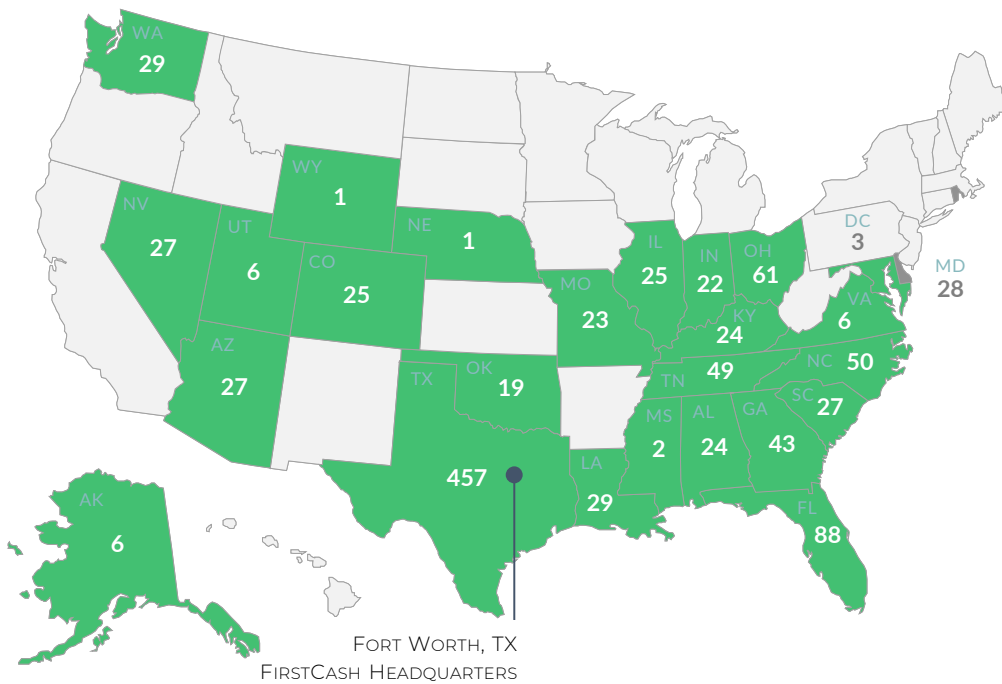 WA
29
WY
1
NV
27
UT
6
CO
25
NE
1
IL
25
IN
22
OH
61
DC
3
MD
28
MO
23
KY
24
VA
6
AZ
27
TX
457
OK
19
TN
49
NC
50
SC
27
MS
2
AL
24
GA
43
LA
29
FL
88
AK
6
FORT WORTH, TX
FIRSTCASH HEADQUARTERS